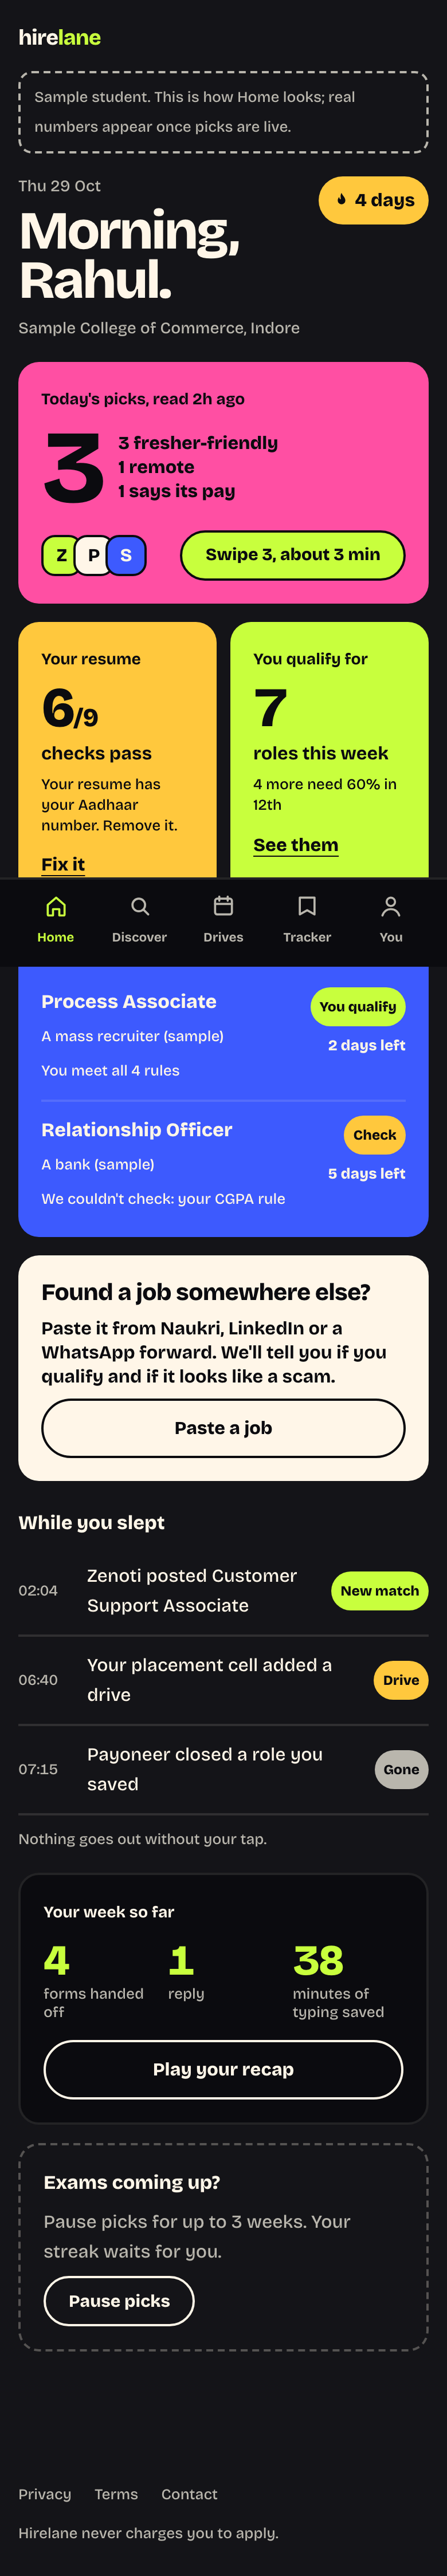 hirelane
Sample student. This is how Home looks; real
numbers appear once picks are live.
Thu 29 Oct
4 days
Morning,
Rahul.
Sample College of Commerce, Indore
Today's picks, read 2h ago
3
3 fresher-friendly
1 remote
1 says its pay
Z P S
Swipe 3, about 3 min
Your resume
6/9
checks pass
Your resume has
your Aadhaar
number. Remove it.
Fix it
You qualify for
7
roles this week
4 more need 60% in
12th
See them
Home
Discover
Drives
Tracker
You
Process Associate
You qualify
A mass recruiter (sample)
2 days left
You meet all 4 rules
Relationship Officer
Check
A bank (sample)
5 days left
We couldn't check: your CGPA rule
Found a job somewhere else?
Paste it from Naukri, LinkedIn or a
WhatsApp forward. We'll tell you if you
qualify and if it looks like a scam.
Paste a job
While you slept
02:04
Zenoti posted Customer
Support Associate
New match
06:40
Your placement cell added a
drive
Drive
07:15
Payoneer closed a role you
saved
Gone
Nothing goes out without your tap.
Your week so far
4
forms handed
off
1
reply
38
minutes of
typing saved
Play your recap
Exams coming up?
Pause picks for up to 3 weeks. Your
streak waits for you.
Pause picks
Privacy
Terms
Contact
Hirelane never charges you to apply.